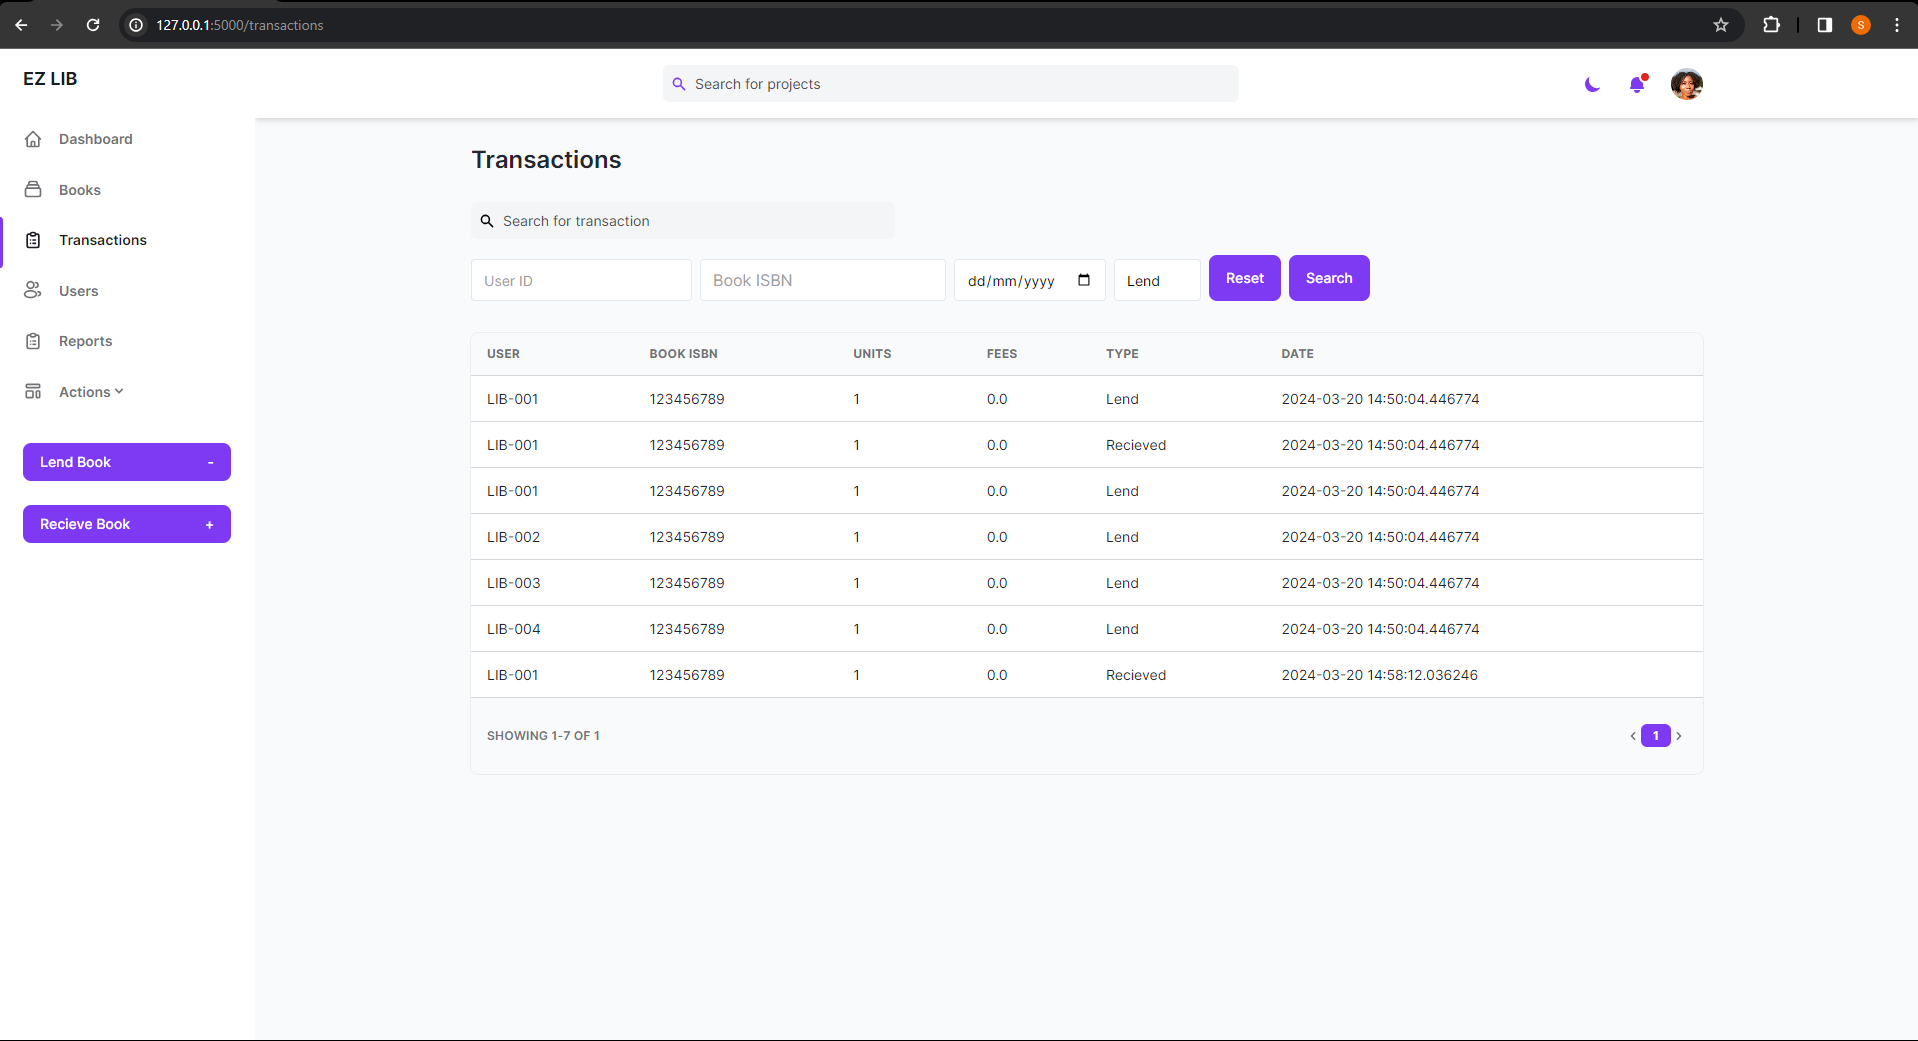 127.0.0.1:5000/transactions
S
EZ LIB
Search for projects
Dashboard
Books
Transactions
Users
Reports
Actions
Lend Book -
Recieve Book +
Transactions
Search for transaction
User ID Book ISBN dd/mm/yyyy Lend Reset Search
USER BOOK ISBN UNITS FEES TYPE DATE
LIB-001 123456789 1 0.0 Lend 2024-03-20 14:50:04.446774
LIB-001 123456789 1 0.0 Recieved 2024-03-20 14:50:04.446774
LIB-001 123456789 1 0.0 Lend 2024-03-20 14:50:04.446774
LIB-002 123456789 1 0.0 Lend 2024-03-20 14:50:04.446774
LIB-003 123456789 1 0.0 Lend 2024-03-20 14:50:04.446774
LIB-004 123456789 1 0.0 Lend 2024-03-20 14:50:04.446774
LIB-001 123456789 1 0.0 Recieved 2024-03-20 14:58:12.036246
SHOWING 1-7 OF 1
1